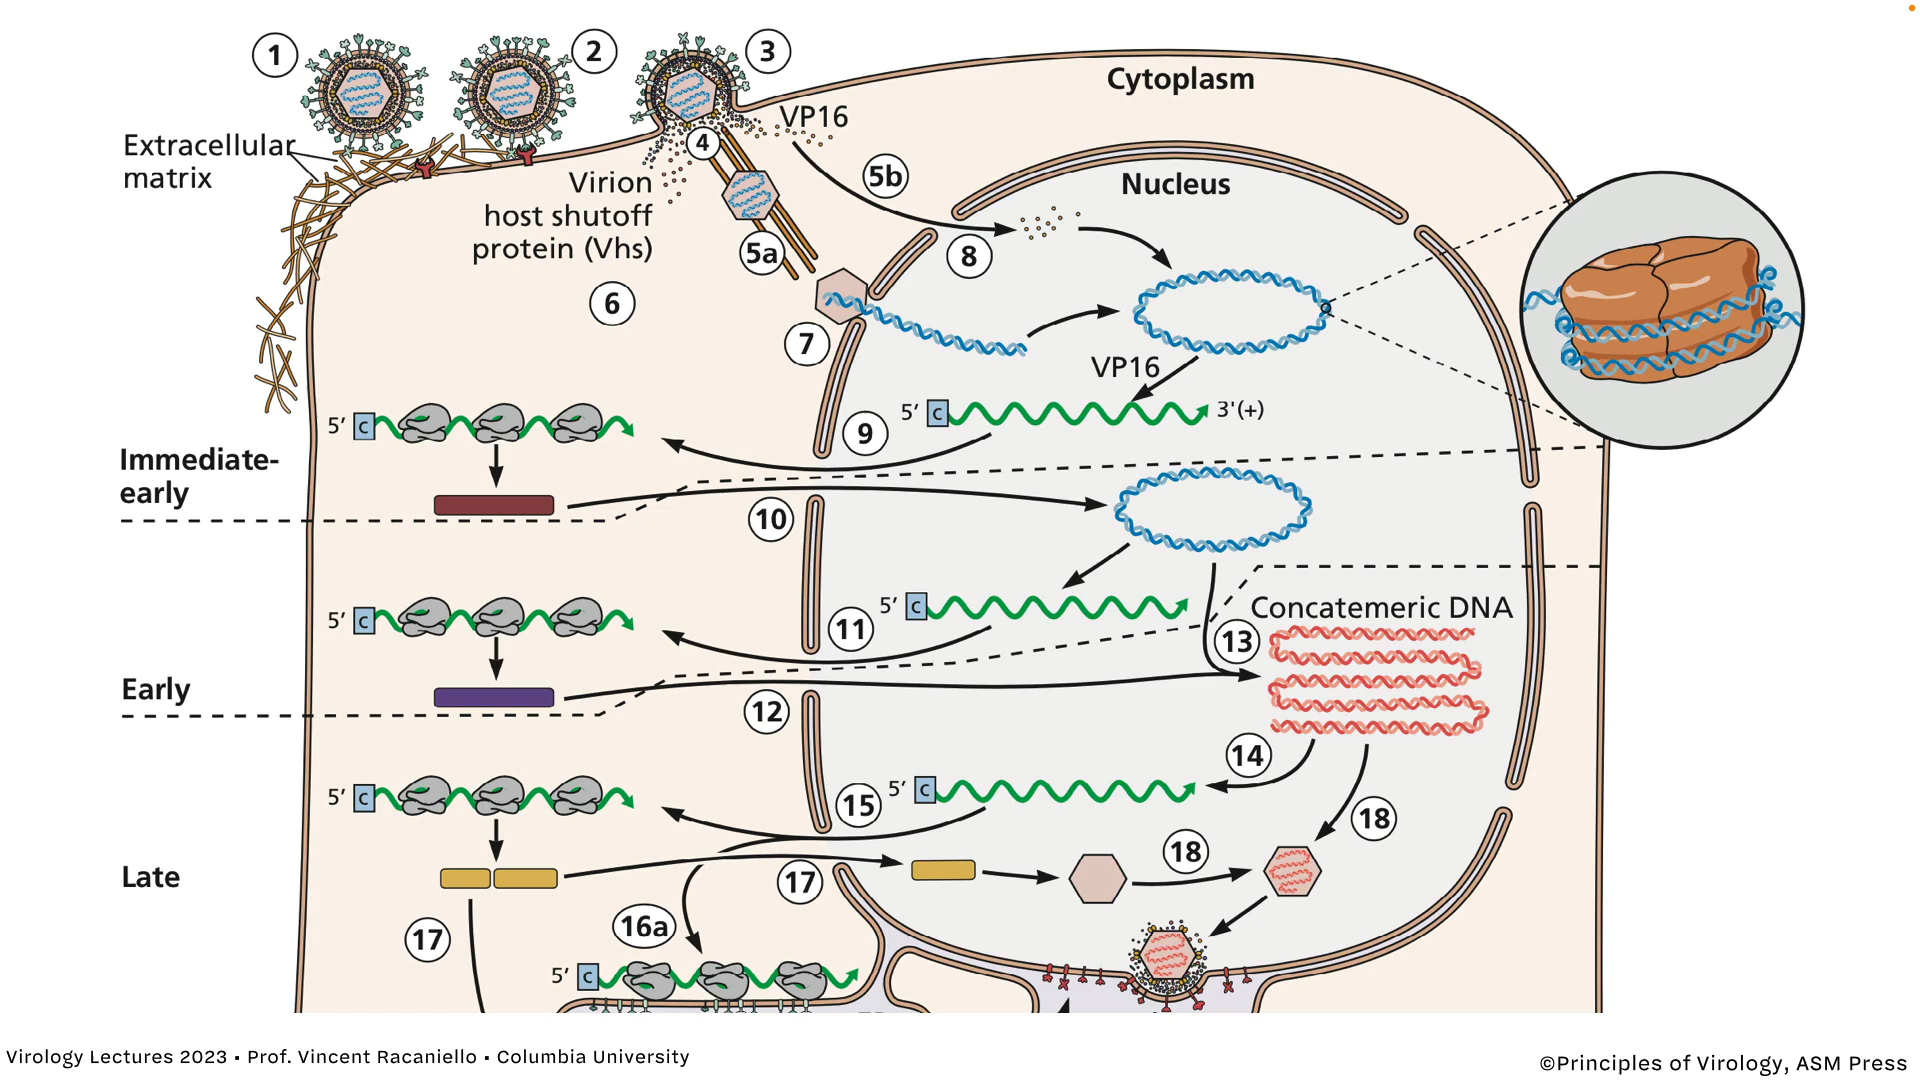 1
2
3
Cytoplasm
VP16
Extracellular
matrix
4
5b
Nucleus
Virion
host shutoff
protein (Vhs)
5a
8
6
7
VP16
5′ c
5′ c 3′(+)
9
Immediate-
early
10
5′ c
5′ c
11
Concatemeric DNA
13
Early
12
14
5′ c
5′ c
15
18
18
Late
17
16a
17
5′ c
Virology Lectures 2023 • Prof. Vincent Racaniello • Columbia University
©Principles of Virology, ASM Press